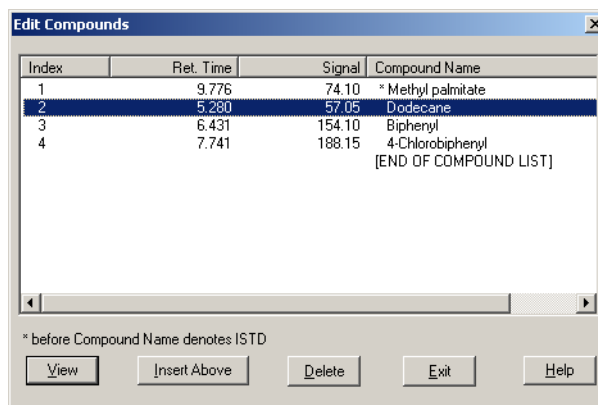 Edit Compounds
Index Ret. Time Signal Compound Name
1 9.776 74.10 * Methyl palmitate
2 5.280 57.05 Dodecane
3 6.431 154.10 Biphenyl
4 7.741 188.15 4-Chlorobiphenyl
[END OF COMPOUND LIST]
* before Compound Name denotes ISTD
View Insert Above Delete Exit Help